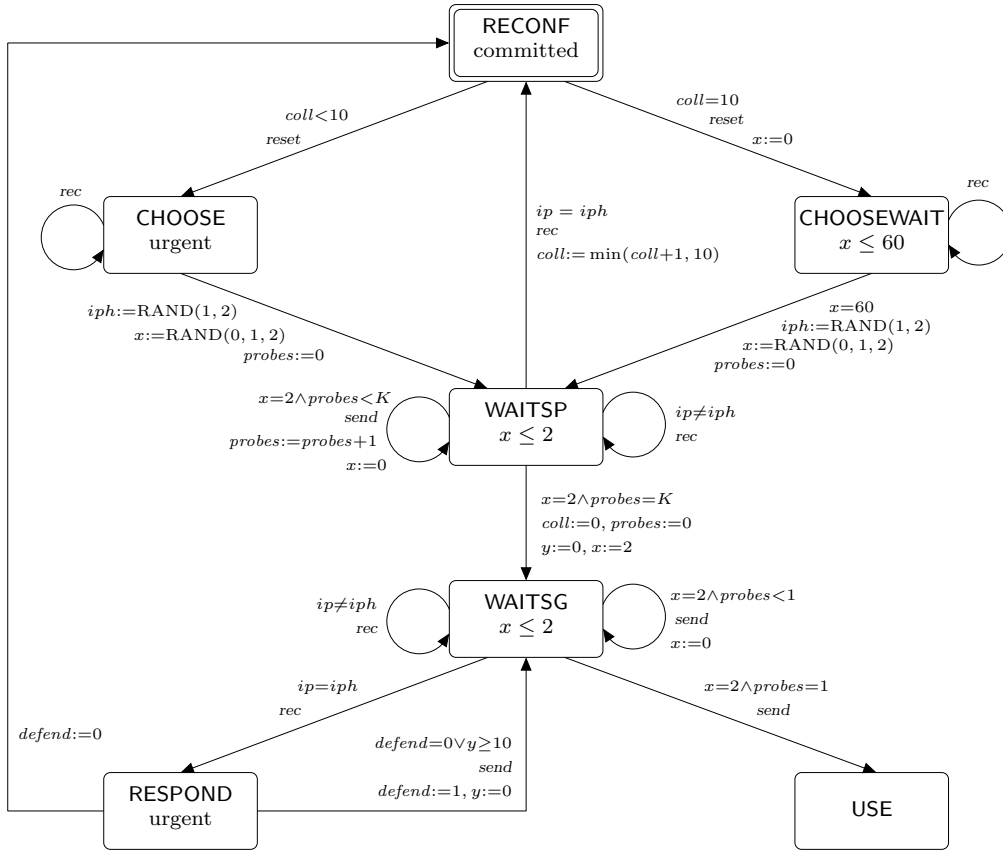 RECONF
committed
coll<10
reset
coll=10
reset
x:=0
rec
CHOOSE
urgent
ip = iph
rec
coll:= min(coll+1, 10)
rec
CHOOSEWAIT
x ≤ 60
iph:=RAND(1, 2)
x:=RAND(0, 1, 2)
probes:=0
x=60
iph:=RAND(1, 2)
x:=RAND(0, 1, 2)
probes:=0
x=2∧probes<K
send
probes:=probes+1
x:=0
WAITSP
x ≤ 2
ip≠iph
rec
x=2∧probes=K
coll:=0, probes:=0
y:=0, x:=2
ip≠iph
rec
WAITSG
x ≤ 2
x=2∧probes<1
send
x:=0
ip=iph
rec
x=2∧probes=1
send
defend:=0
defend=0∨y≥10
send
defend:=1, y:=0
RESPOND
urgent
USE